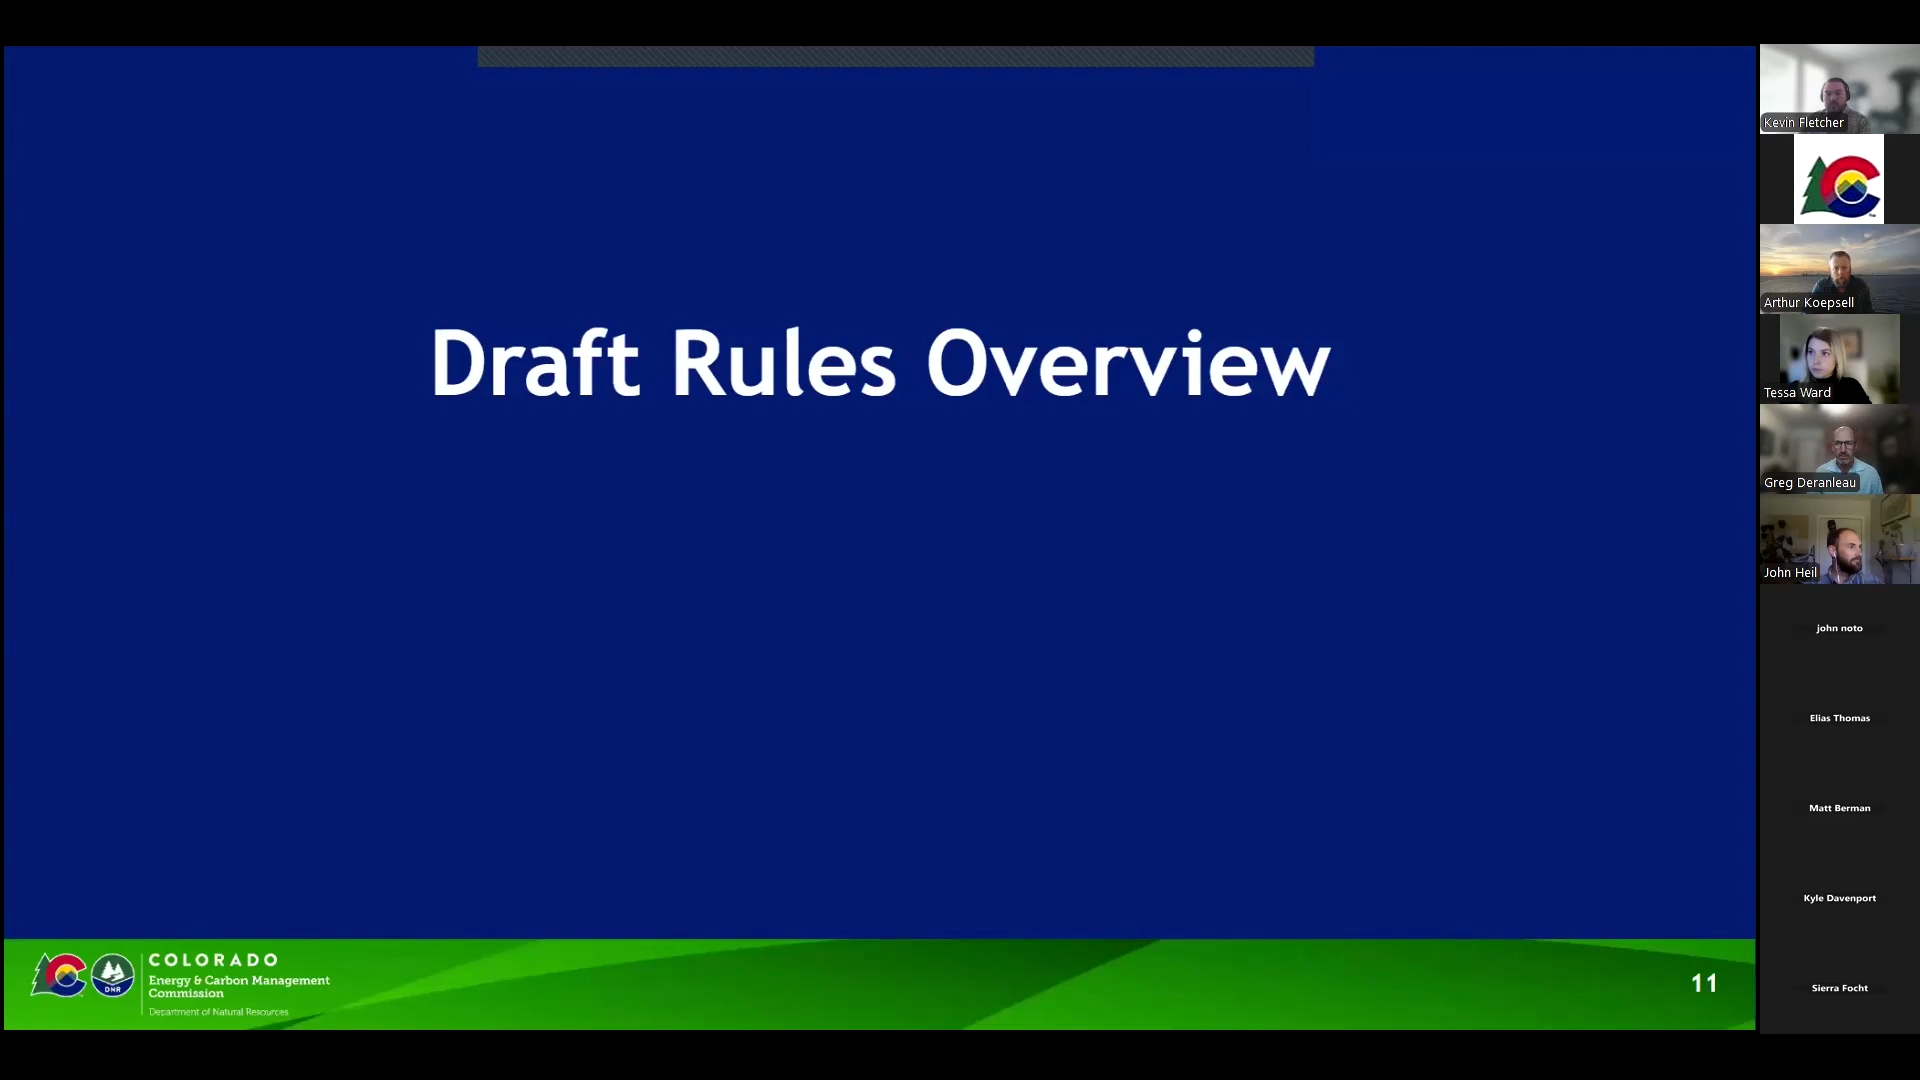 Draft Rules Overview
COLORADO
Energy & Carbon Management
Commission
Department of Natural Resources
DNR
11
Kevin Fletcher
Arthur Koepsell
Tessa Ward
Greg Deranleau
John Heil
john noto
Elias Thomas
Matt Berman
Kyle Davenport
Sierra Focht